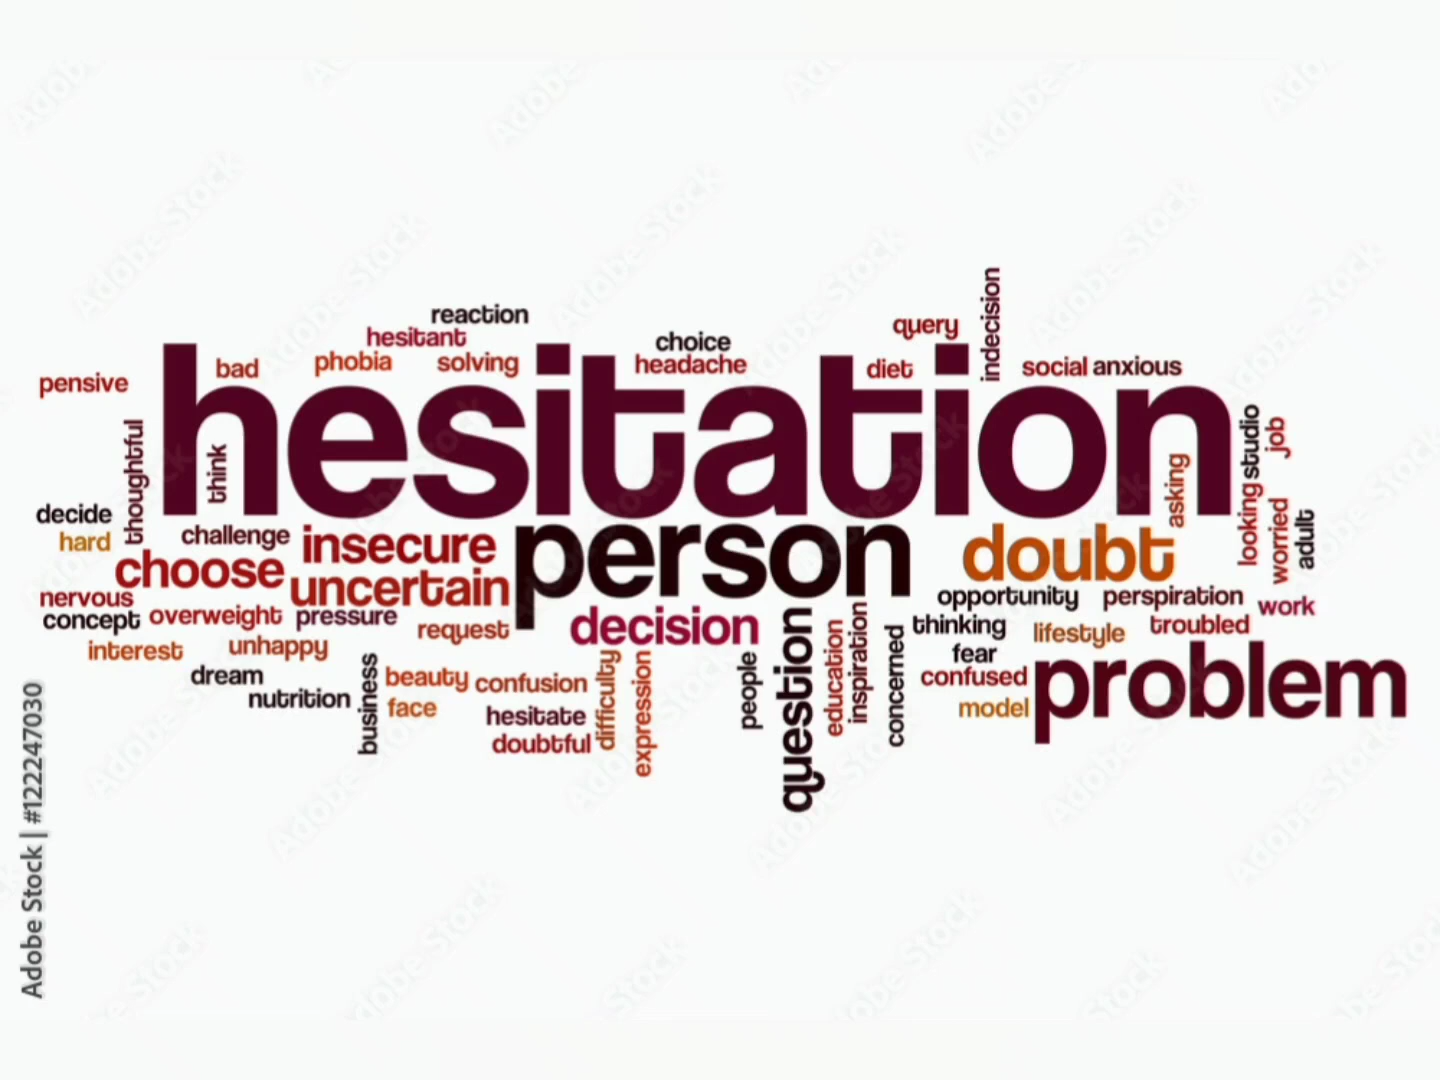 indecision
reaction
query
hesitant
choice
phobia
solving
headache
bad
diet
social
anxious
pensive
hesitation
thoughtful
think
asking
looking
studio
job
worried
adult
decide
hard
challenge
insecure
person
doubt
choose
uncertain
nervous
concept
overweight
pressure
request
decision
opportunity
perspiration
work
thinking
lifestyle
troubled
interest
unhappy
fear
dream
nutrition
business
beauty
confusion
face
hesitate
doubtful
difficulty
expression
people
question
education
inspiration
concerned
confused
model
problem
Adobe Stock | #122247030
Adobe Stock